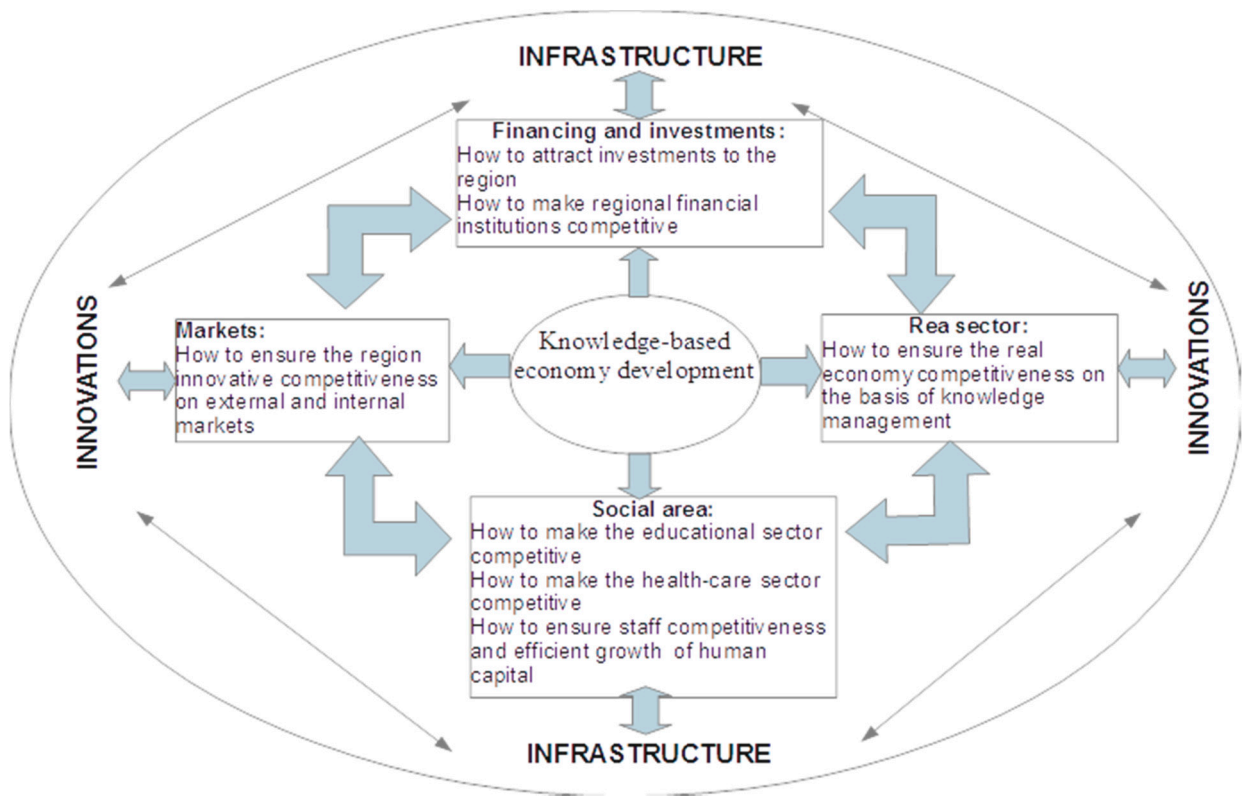 INFRASTRUCTURE
Financing and investments:
How to attract investments to the
region
How to make regional financial
institutions competitive
INNOVATIONS
Markets:
How to ensure the region
innovative competitiveness
on external and internal
markets
Knowledge-based
economy development
Rea sector:
How to ensure the real
economy competitiveness on
the basis of knowledge
management
INNOVATIONS
Social area:
How to make the educational sector
competitive
How to make the health-care sector
competitive
How to ensure staff competitiveness
and efficient growth of human
capital
INFRASTRUCTURE